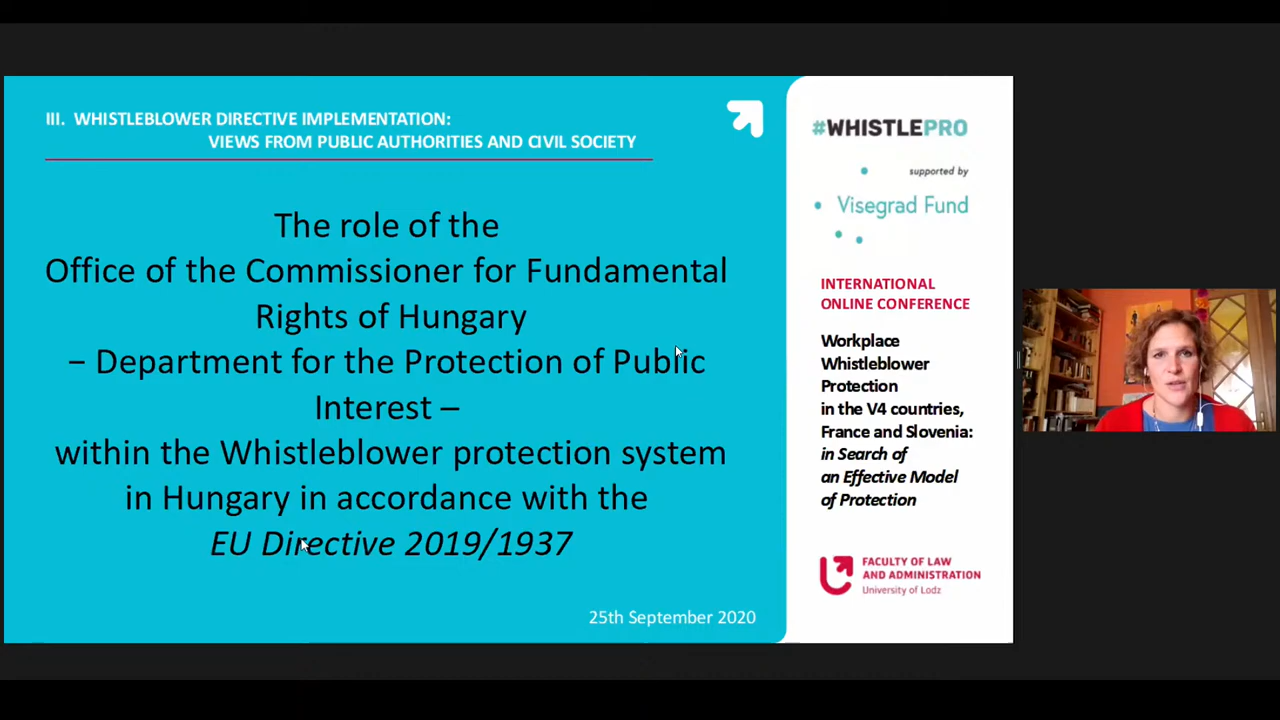 III. WHISTLEBLOWER DIRECTIVE IMPLEMENTATION:
VIEWS FROM PUBLIC AUTHORITIES AND CIVIL SOCIETY
The role of the
Office of the Commissioner for Fundamental
Rights of Hungary
− Department for the Protection of Public
Interest –
within the Whistleblower protection system
in Hungary in accordance with the
EU Directive 2019/1937
25th September 2020
#WHISTLEPRO
supported by
Visegrad Fund
INTERNATIONAL
ONLINE CONFERENCE
Workplace
Whistleblower
Protection
in the V4 countries,
France and Slovenia:
in Search of
an Effective Model
of Protection
FACULTY OF LAW
AND ADMINISTRATION
University of Lodz